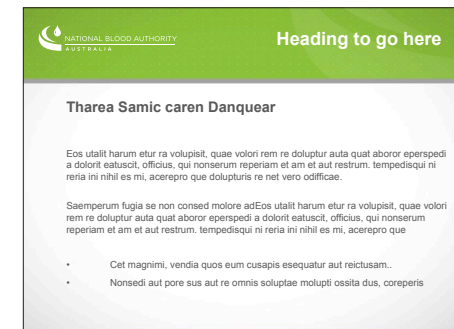 NATIONAL BLOOD AUTHORITY
AUSTRALIA
Heading to go here
Tharea Samic caren Danquear
Eos utalit harum etur ra volupisit, quae volori rem re doluptur auta quat aboror eperspedi
a dolorit eatuscit, officius, qui nonserum reperiam et am et aut restrum. tempedisqui ni
reria ini nihil es mi, acerepro que dolupturis re net vero odifficae.
Saemperum fugia se non consed molore adEos utalit harum etur ra volupisit, quae volori
rem re doluptur auta quat aboror eperspedi a dolorit eatuscit, officius, qui nonserum
reperiam et am et aut restrum. tempedisqui ni reria ini nihil es mi, acerepro que
• Cet magnimi, vendia quos eum cusapis esequatur aut reictusam..
• Nonsedi aut pore sus aut re omnis soluptae molupti ossita dus, coreperis